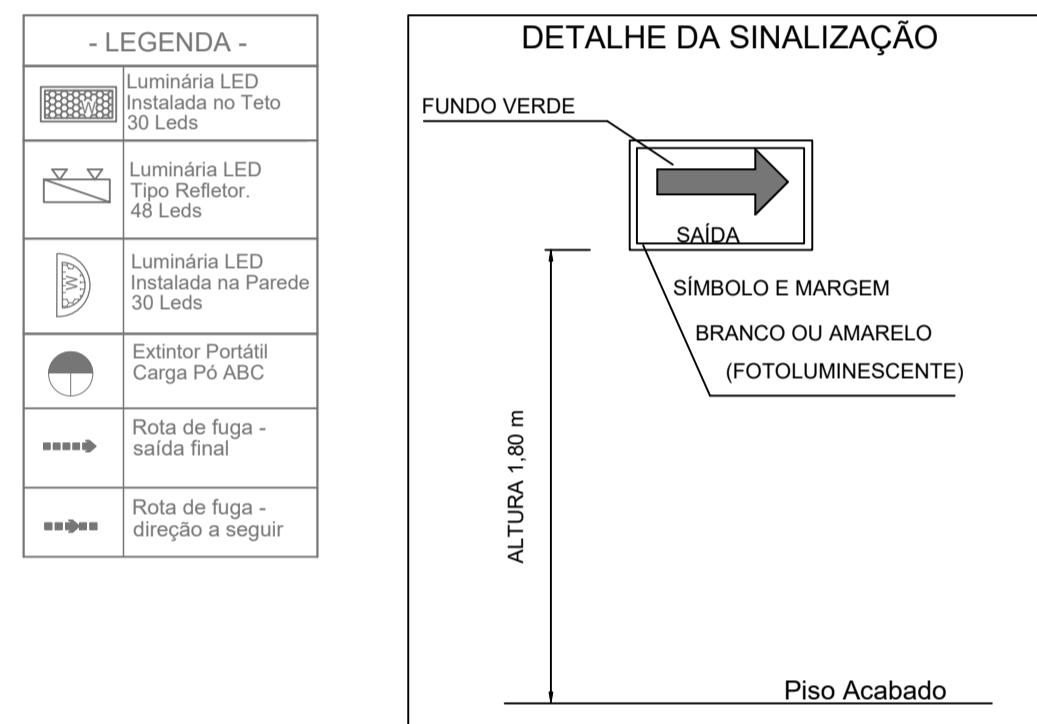 - LEGENDA -
Luminária LED
Instalada no Teto
30 Leds
Luminária LED
Tipo Refletor.
48 Leds
Luminária LED
Instalada na Parede
30 Leds
Extintor Portátil
Carga Pó ABC
Rota de fuga -
saída final
Rota de fuga -
direção a seguir
DETALHE DA SINALIZAÇÃO
FUNDO VERDE
SAÍDA
SÍMBOLO E MARGEM
BRANCO OU AMARELO
(FOTOLUMINESCENTE)
ALTURA 1,80 m
Piso Acabado
W
W